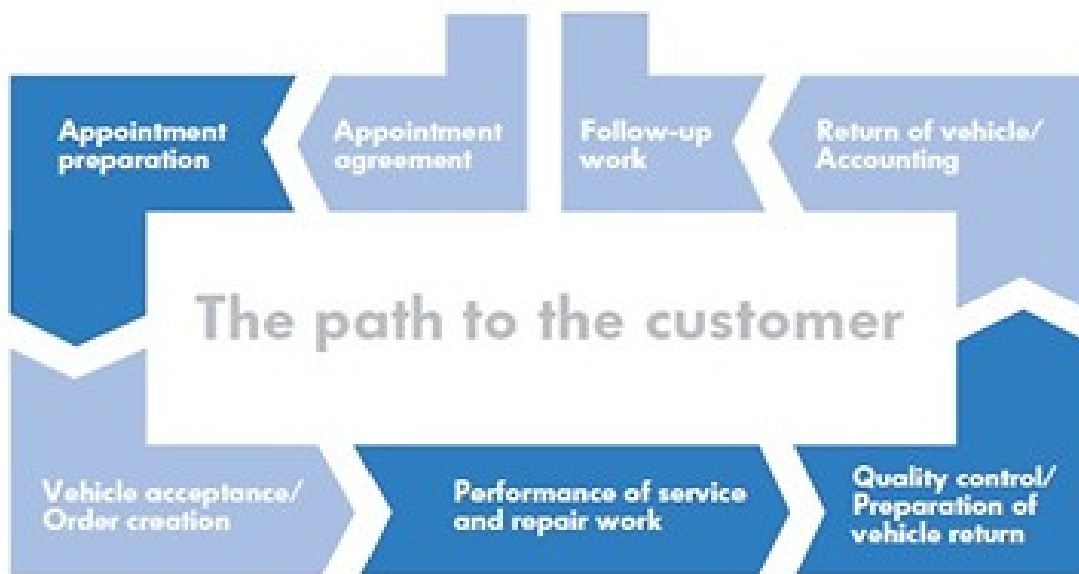 Appointment
preparation
Appointment
agreement
Follow-up
work
Return of vehicle/
Accounting
The path to the customer
Vehicle acceptance/
Order creation
Performance of service
and repair work
Quality control/
Preparation of
vehicle return